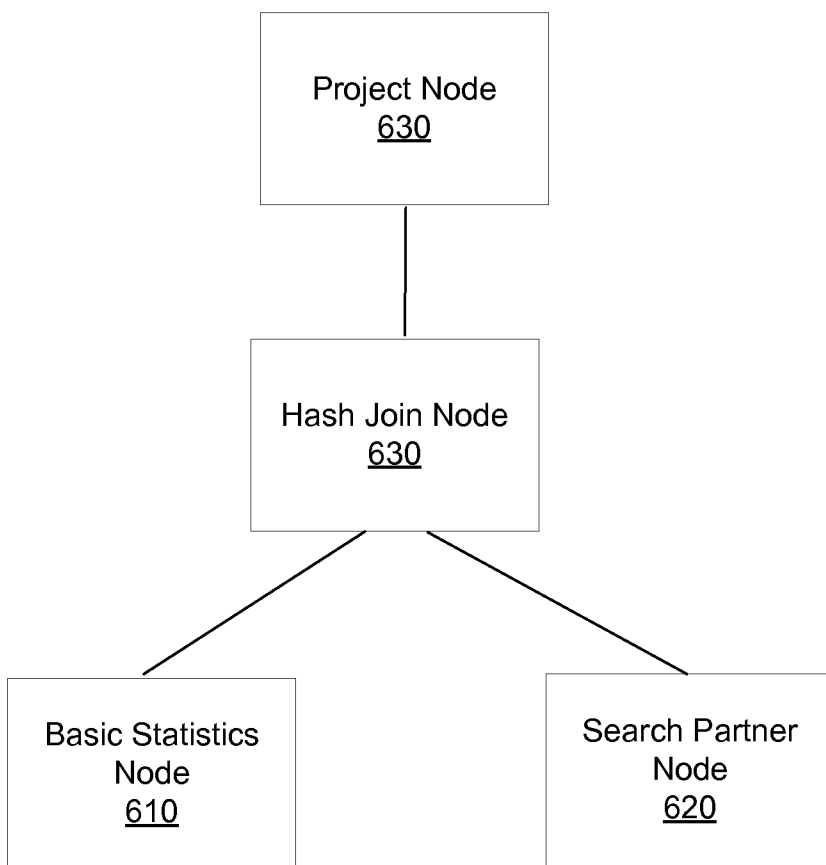 Project Node
630
Hash Join Node
630
Basic Statistics
Node
610
Search Partner
Node
620